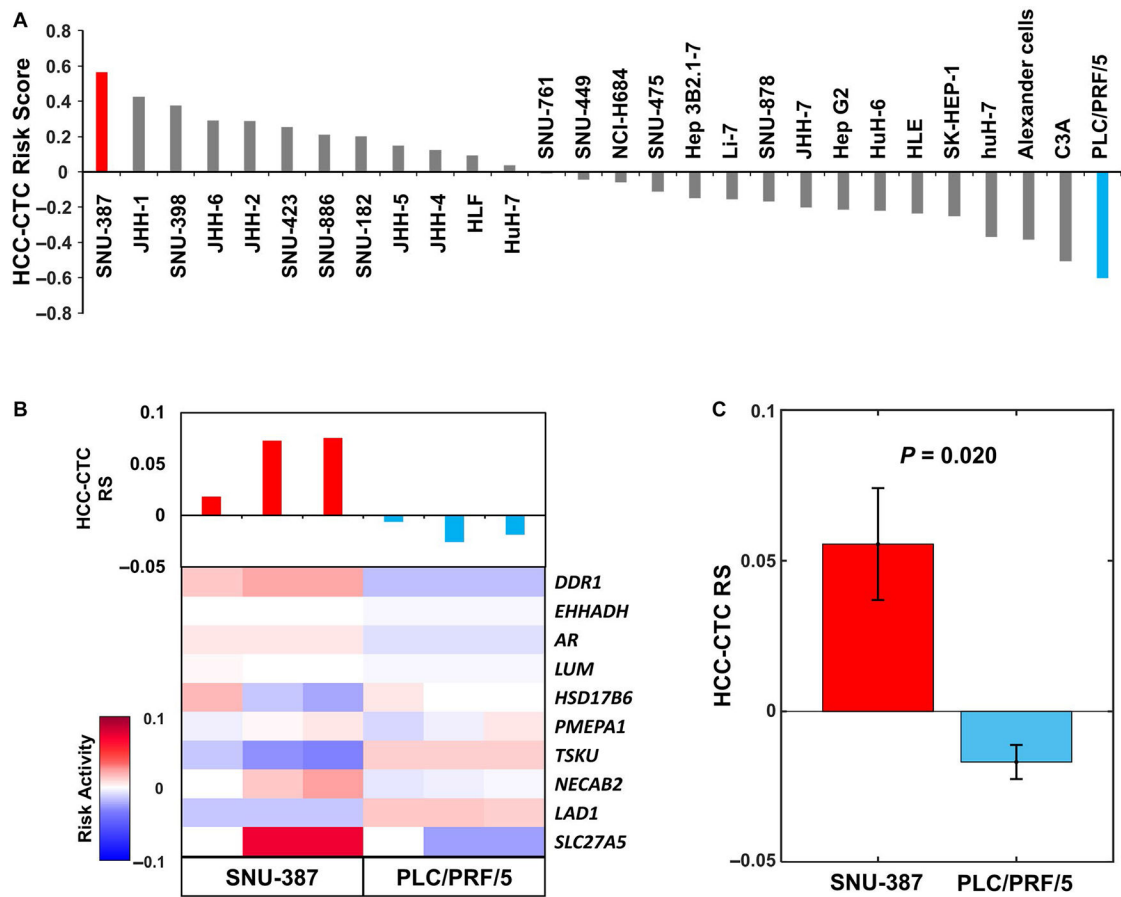 A
HCC-CTC Risk Score
0.8
0.6
0.4
0.2
0
–0.2
–0.4
–0.6
–0.8
SNU-387
JHH-1
SNU-398
JHH-6
JHH-2
SNU-423
SNU-886
SNU-182
JHH-5
JHH-4
HLF
HuH-7
SNU-761
SNU-449
NCI-H684
SNU-475
Hep 3B2.1-7
Li-7
SNU-878
JHH-7
Hep G2
HuH-6
HLE
SK-HEP-1
huH-7
Alexander cells
C3A
PLC/PRF/5
B
HCC-CTC
RS
0.1
0.05
0
–0.05
DDR1
EHHADH
AR
LUM
HSD17B6
PMEPA1
TSKU
NECAB2
LAD1
SLC27A5
Risk Activity
0.1
0
–0.1
SNU-387 PLC/PRF/5
C
HCC-CTC RS
0.1
0.05
0
–0.05
P = 0.020
SNU-387 PLC/PRF/5